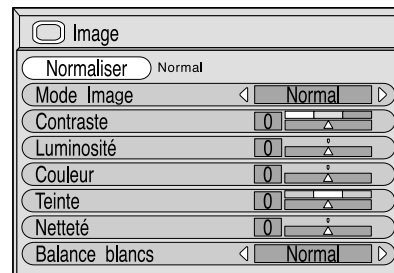 Image
Normaliser Normal
Mode Image Normal
Contraste 0
Luminosité 0
Couleur 0
Teinte 0
Netteté 0
Balance blancs Normal